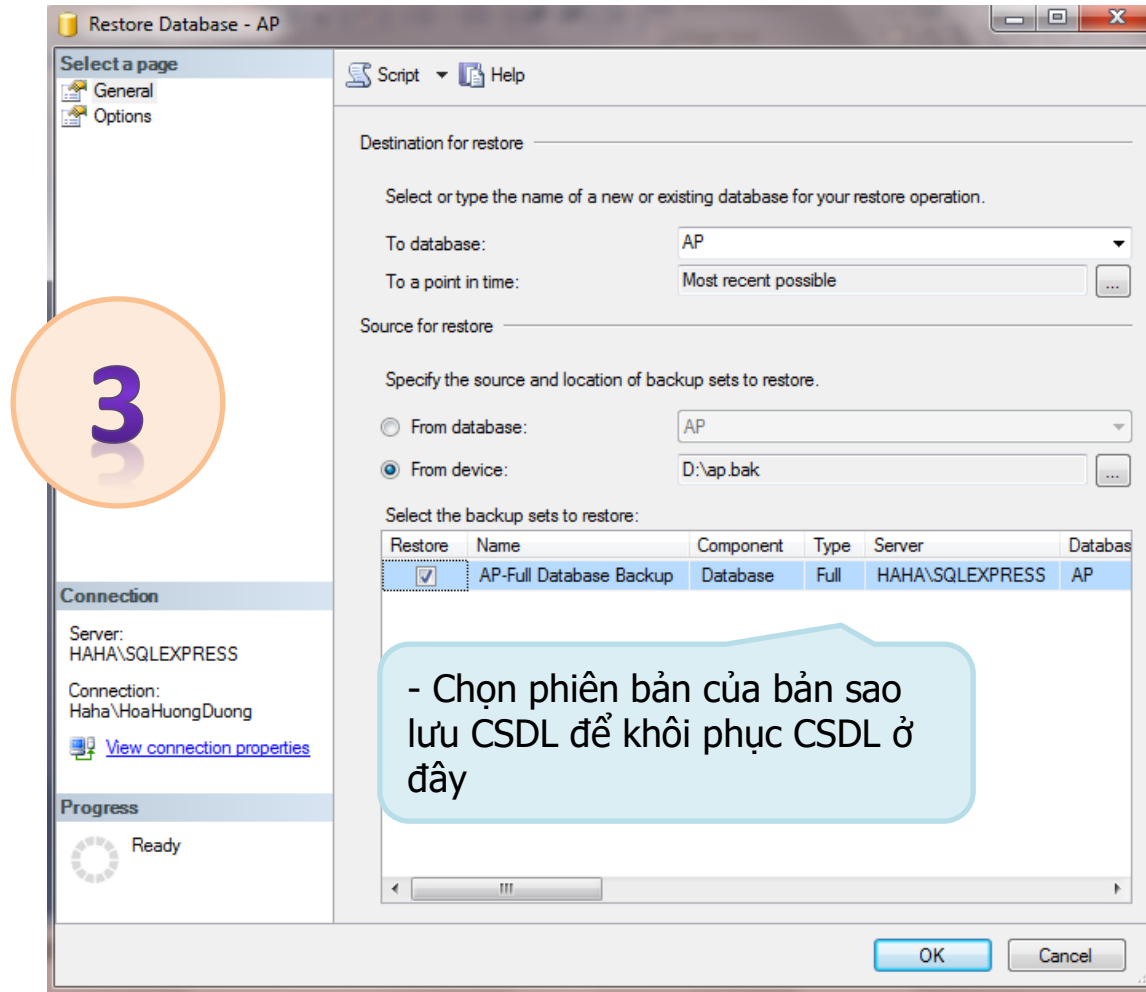 Restore Database - AP
Select a page
General
Options
Script
Help
Destination for restore
Select or type the name of a new or existing database for your restore operation.
To database:
AP
To a point in time:
Most recent possible
...
Source for restore
Specify the source and location of backup sets to restore.
From database:
AP
From device:
D:\ap.bak
...
Select the backup sets to restore:
Restore Name Component Type Server Databas
AP-Full Database Backup Database Full HAHA\SQLEXPRESS AP
3
- Chọn phiên bản của bản sao
lưu CSDL để khôi phục CSDL ở
đây
Connection
Server:
HAHA\SQLEXPRESS
Connection:
Haha\HoaHuongDuong
View connection properties
Progress
Ready
OK
Cancel